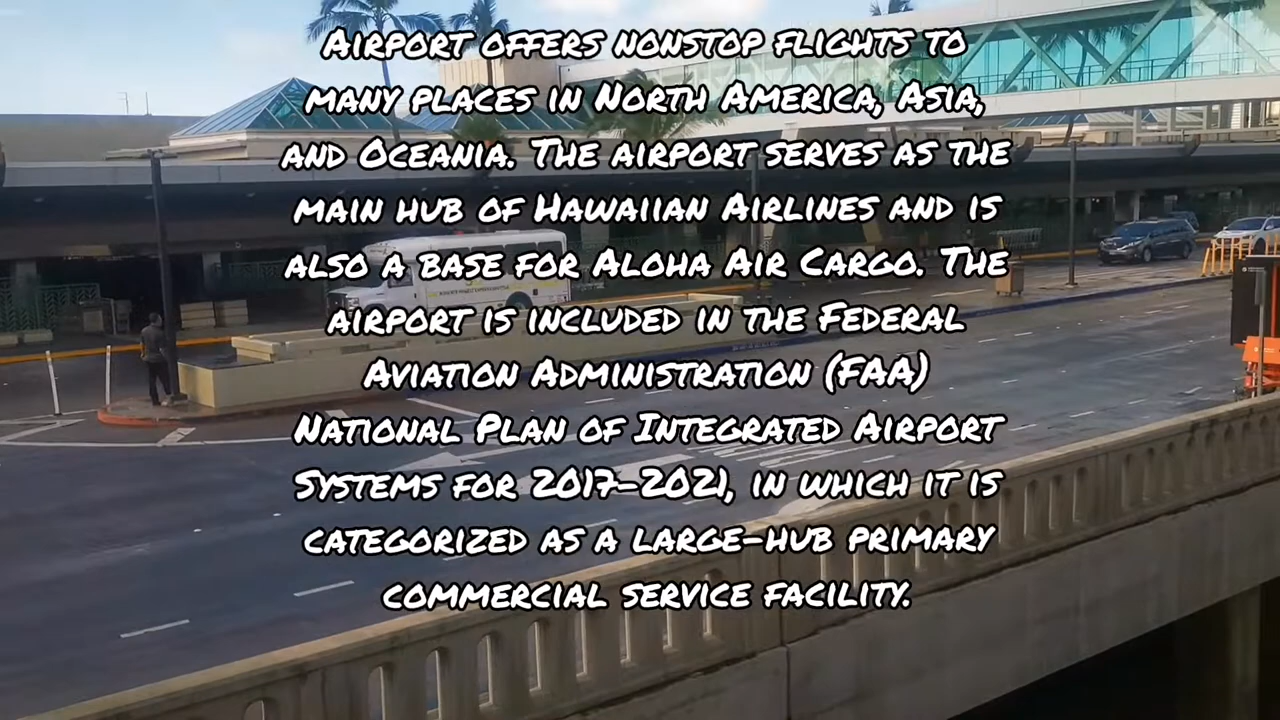 Airport offers nonstop flights to
many places in North America, Asia,
and Oceania. The airport serves as the
main hub of Hawaiian Airlines and is
also a base for Aloha Air Cargo. The
airport is included in the Federal
Aviation Administration (FAA)
National Plan of Integrated Airport
Systems for 2017–2021, in which it is
categorized as a large-hub primary
commercial service facility.